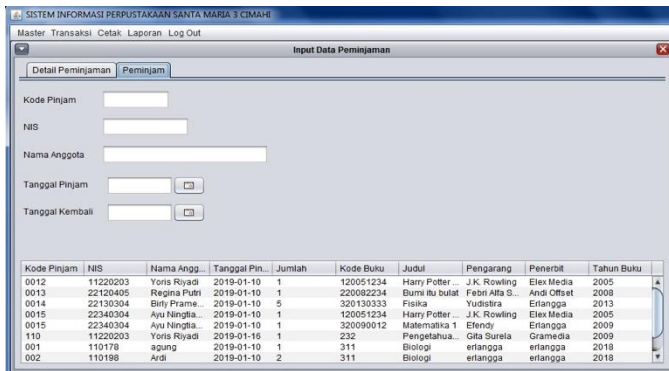 SISTEM INFORMASI PERPUSTAKAAN SANTA MARIA 3 CIMAHI
Master Transaksi Cetak Laporan Log Out
Input Data Peminjaman
Detail Peminjaman Peminjam
Kode Pinjam
NIS
Nama Anggota
Tanggal Pinjam
Tanggal Kembali
Kode Pinjam NIS Nama Angg... Tanggal Pin... Jumlah Kode Buku Judul Pengarang Penerbit Tahun Buku
0012 11220203 Yoris Riyadi 2019-01-10 1 120051234 Harry Potter ... J.K. Rowling Elex Media 2005
0013 22120405 Regina Putri 2019-01-10 1 220082234 Bumi itu bulat Febri Alfa S... Andi Offset 2008
0014 22130304 Birly Prame... 2019-01-10 5 320130333 Fisika Yudistira Erlangga 2013
0015 22340304 Ayu Ningtia... 2019-01-10 1 120051234 Harry Potter ... J.K. Rowling Elex Media 2005
0015 22340304 Ayu Ningtia... 2019-01-10 1 320090012 Matematika 1 Efendy Erlangga 2009
110 11220203 Yoris Riyadi 2019-01-16 1 232 Pengetahua... Gita Surela Gramedia 2009
001 110178 agung 2019-01-10 1 311 Biologi erlangga erlangga 2018
002 110198 Ardi 2019-01-10 2 311 Biologi erlangga erlangga 2018